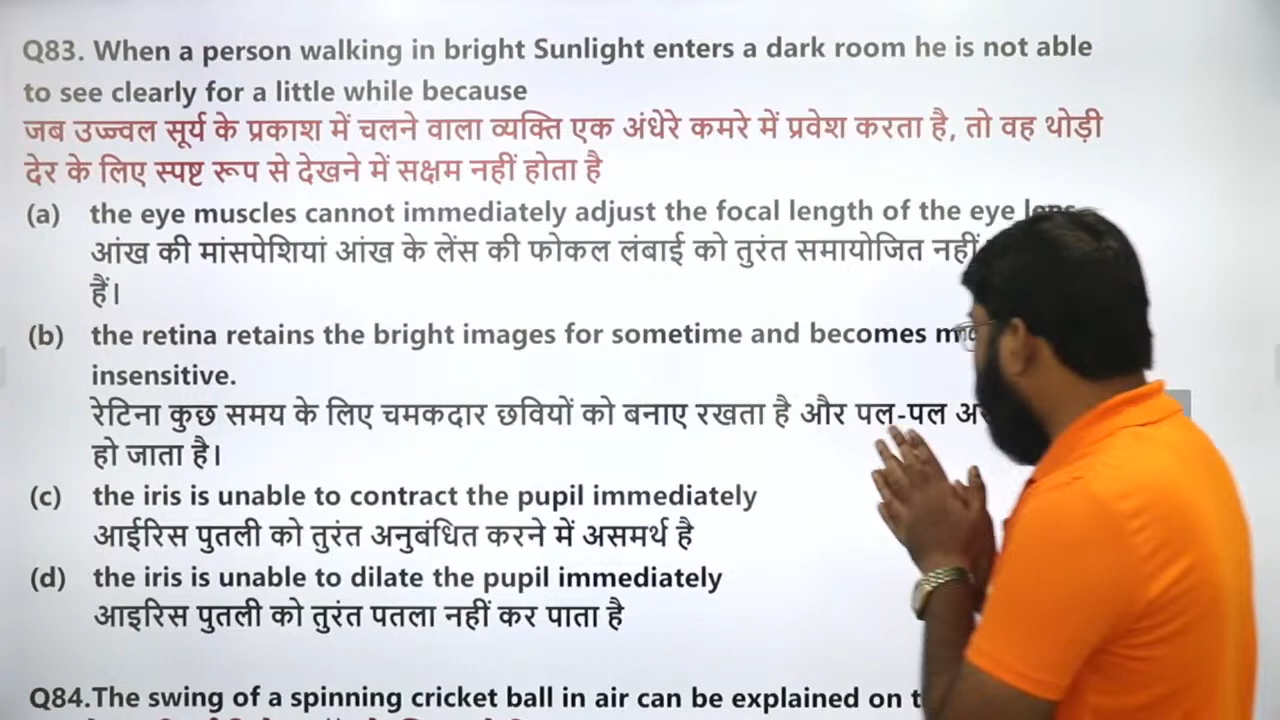 Q83. When a person walking in bright Sunlight enters a dark room he is not able
to see clearly for a little while because
जब उज्ज्वल सूर्य के प्रकाश में चलने वाला व्यक्ति एक अंधेरे कमरे में प्रवेश करता है, तो वह थोड़ी
देर के लिए स्पष्ट रूप से देखने में सक्षम नहीं होता है
(a) the eye muscles cannot immediately adjust the focal length of the eye lens
आंख की मांसपेशियां आंख के लेंस की फोकल लंबाई को तुरंत समायोजित नहीं
हैं।
(b) the retina retains the bright images for sometime and becomes
insensitive.
रेटिना कुछ समय के लिए चमकदार छवियों को बनाए रखता है और पल-पल
हो जाता है।
(c) the iris is unable to contract the pupil immediately
आईरिस पुतली को तुरंत अनुबंधित करने में असमर्थ है
(d) the iris is unable to dilate the pupil immediately
आइरिस पुतली को तुरंत पतला नहीं कर पाता है
Q84.The swing of a spinning cricket ball in air can be explained on